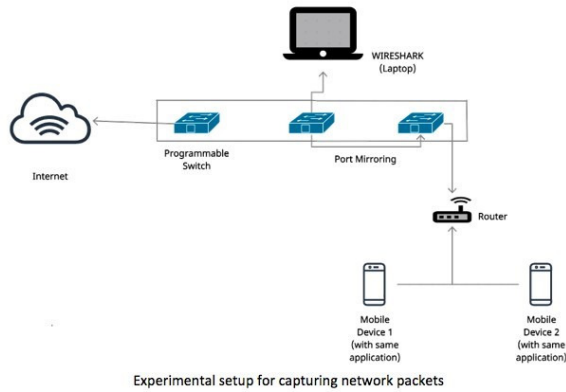 WIRESHARK
(Laptop)
Programmable
Switch
Port Mirroring
Internet
Router
Mobile
Device 1
(with same
application)
Mobile
Device 2
(with same
application)
Experimental setup for capturing network packets